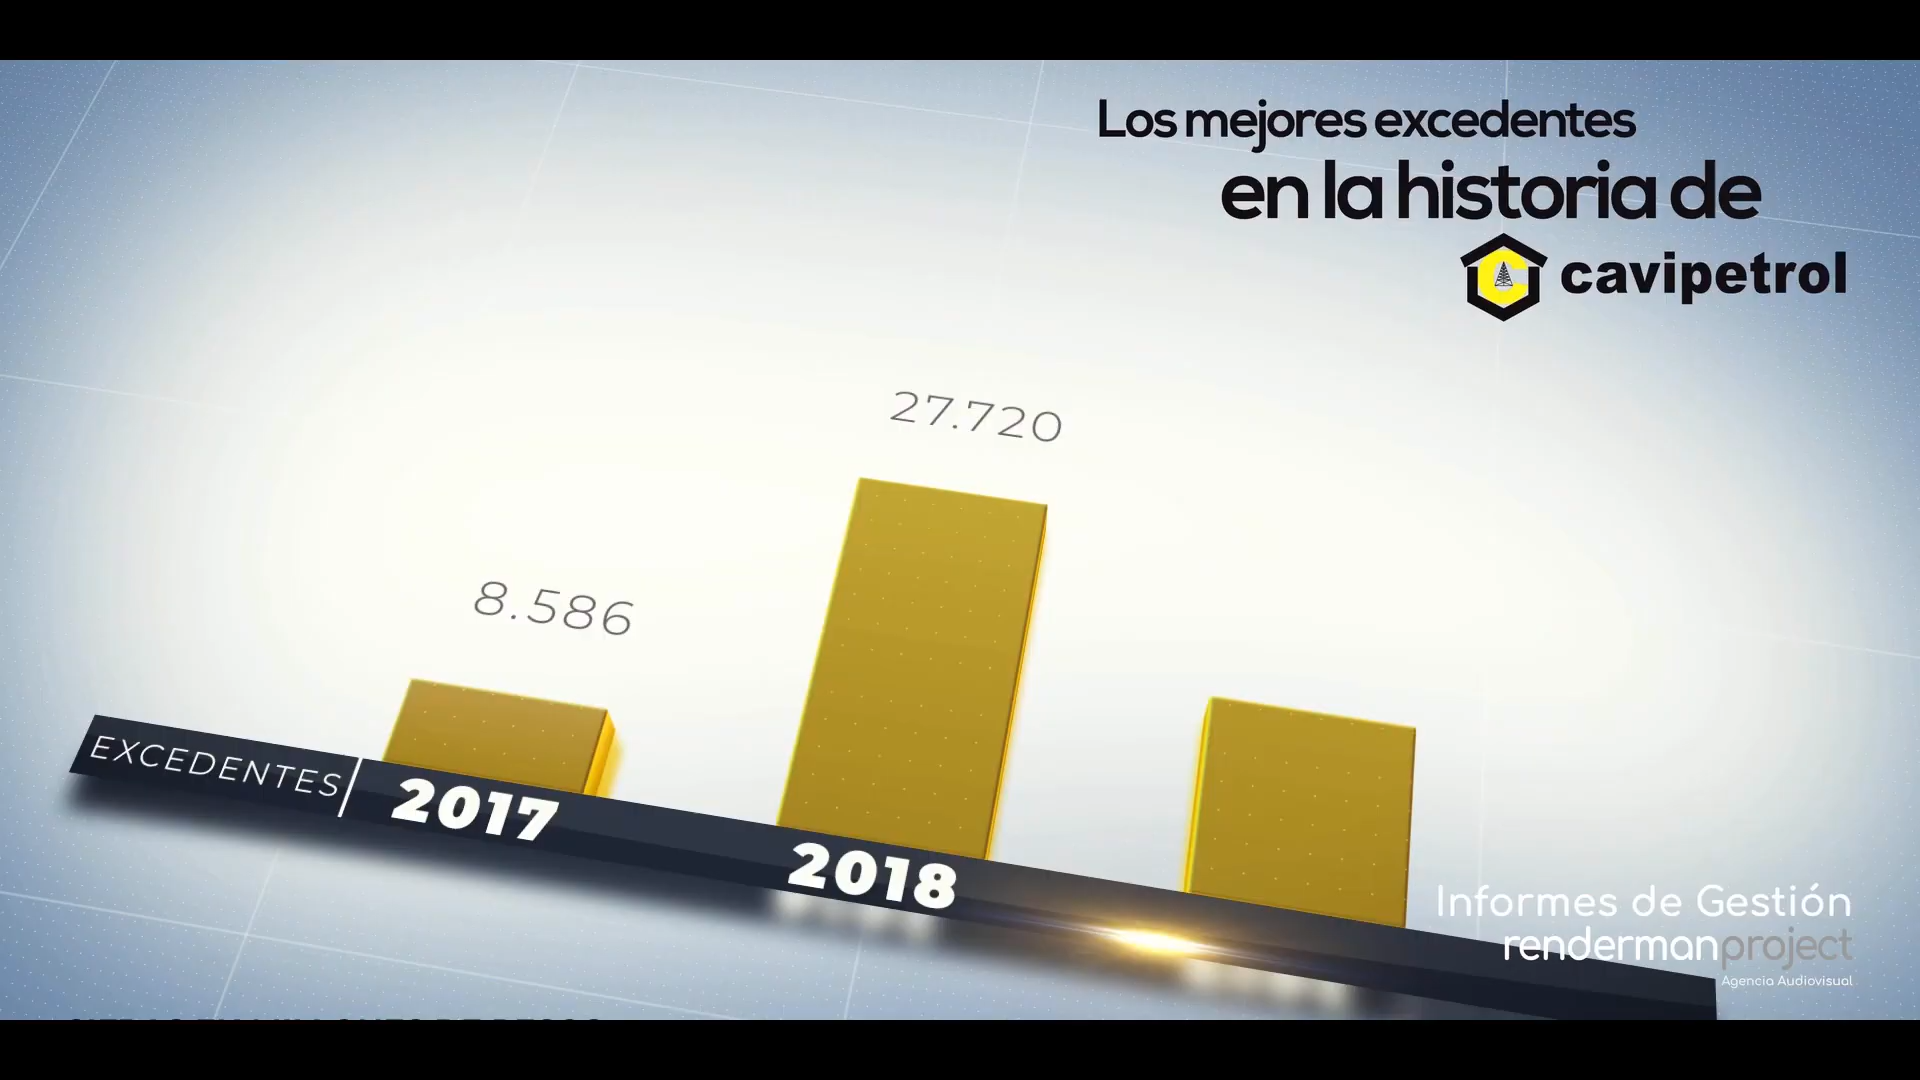 Los mejores excedentes
en la historia de
cavipetrol
27.720
8.586
EXCEDENTES
2017
2018
Informes de Gestión
rendermanproject
Agencia Audiovisual